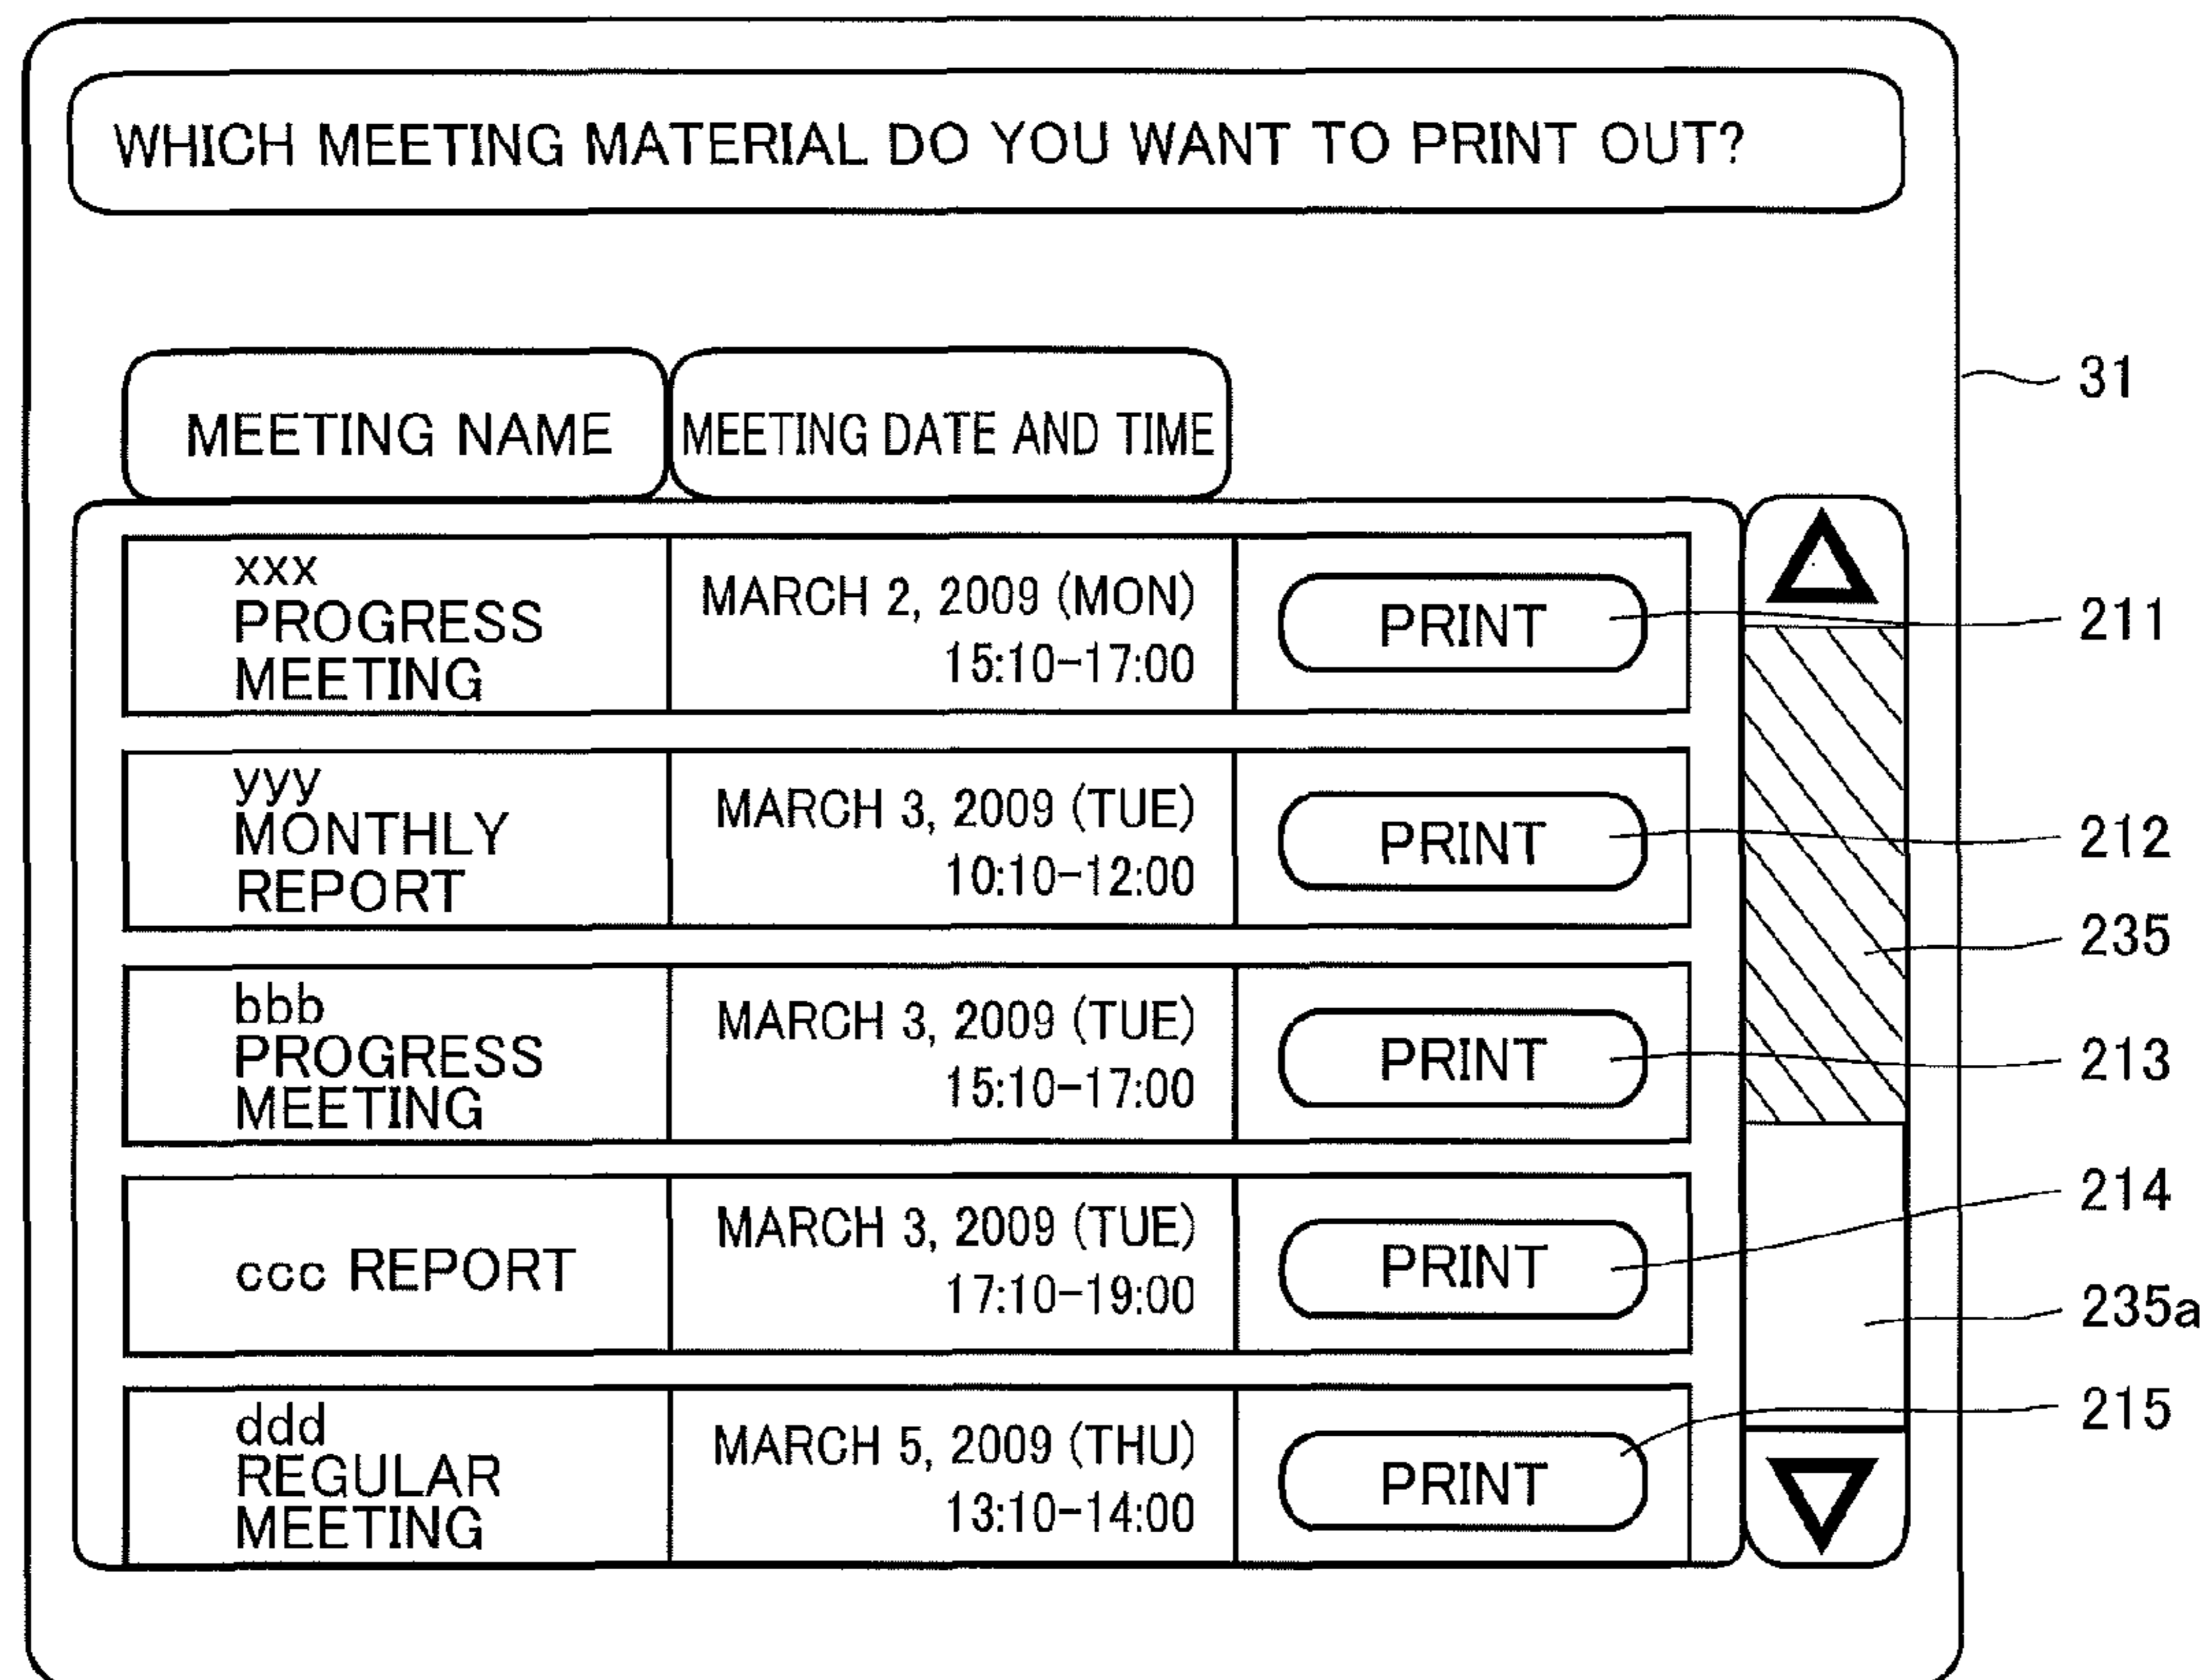 WHICH MEETING MATERIAL DO YOU WANT TO PRINT OUT?
31
MEETING NAME
MEETING DATE AND TIME
xxx
PROGRESS
MEETING
MARCH 2, 2009 (MON)
15:10-17:00
PRINT
211
yyy
MONTHLY
REPORT
MARCH 3, 2009 (TUE)
10:10-12:00
PRINT
212
235
bbb
PROGRESS
MEETING
MARCH 3, 2009 (TUE)
15:10-17:00
PRINT
213
ccc REPORT
MARCH 3, 2009 (TUE)
17:10-19:00
PRINT
214
235a
ddd
REGULAR
MEETING
MARCH 5, 2009 (THU)
13:10-14:00
PRINT
215